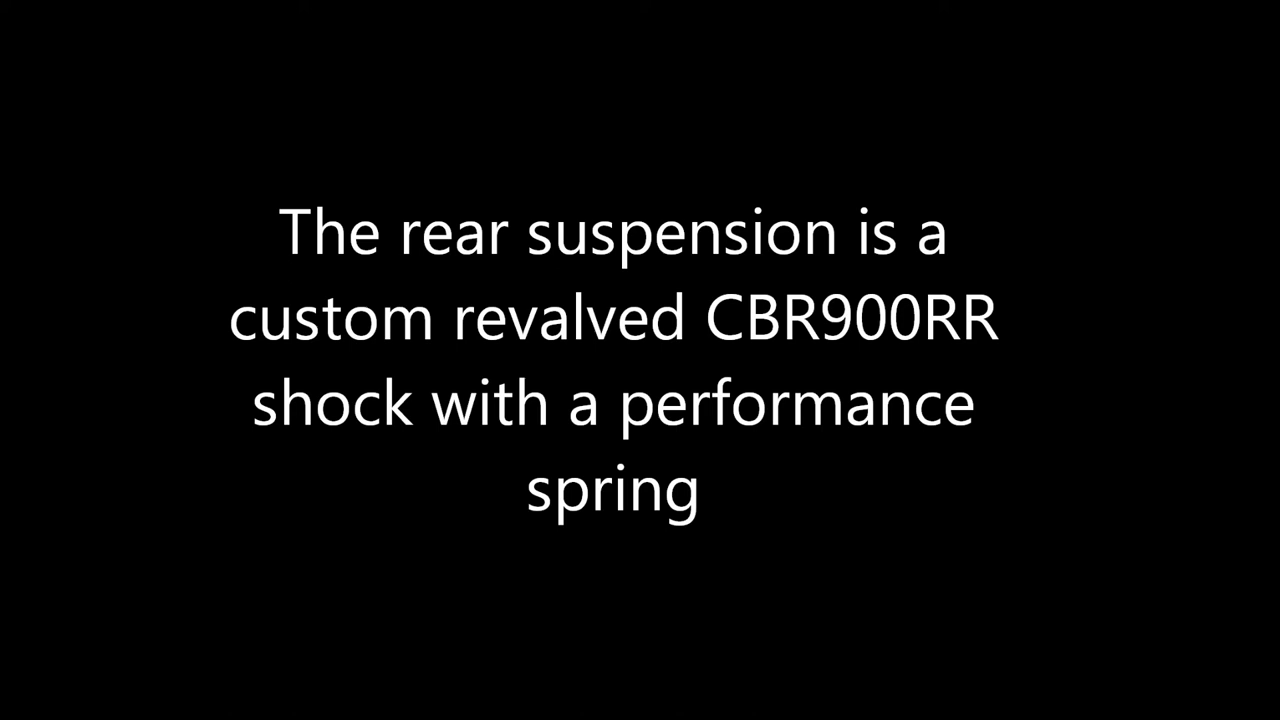 The rear suspension is a
custom revalved CBR900RR
shock with a performance
spring